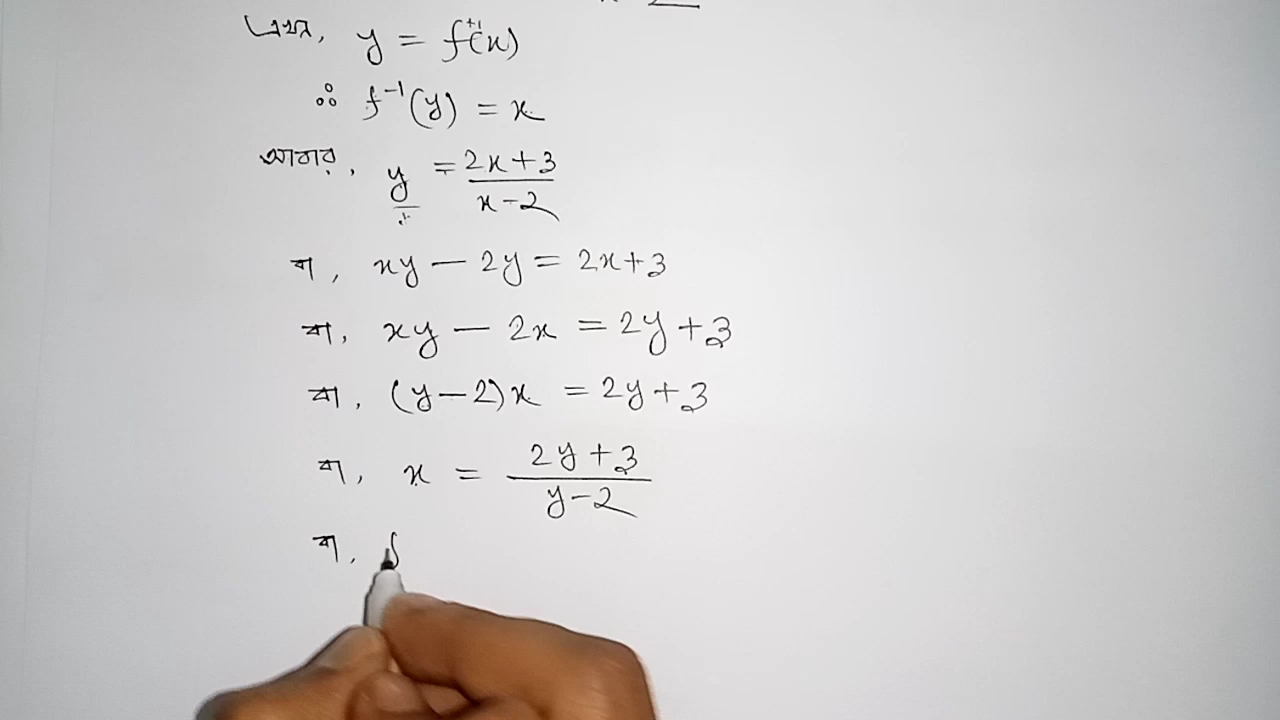 এখন, y = f(x)
∴ f⁻¹(y) = x
আবার, y = (2x+3)/(x-2)
বা, xy - 2y = 2x+3
বা, xy - 2x = 2y+3
বা, (y-2)x = 2y+3
বা, x = (2y+3)/(y-2)
বা, f